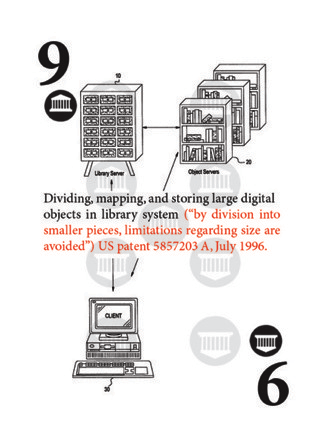 9
10
20
Library Server
Object Servers
Dividing, mapping, and storing large digital
objects in library system (“by division into
smaller pieces, limitations regarding size are
avoided”) US patent 5857203 A, July 1996.
CLIENT
30
9